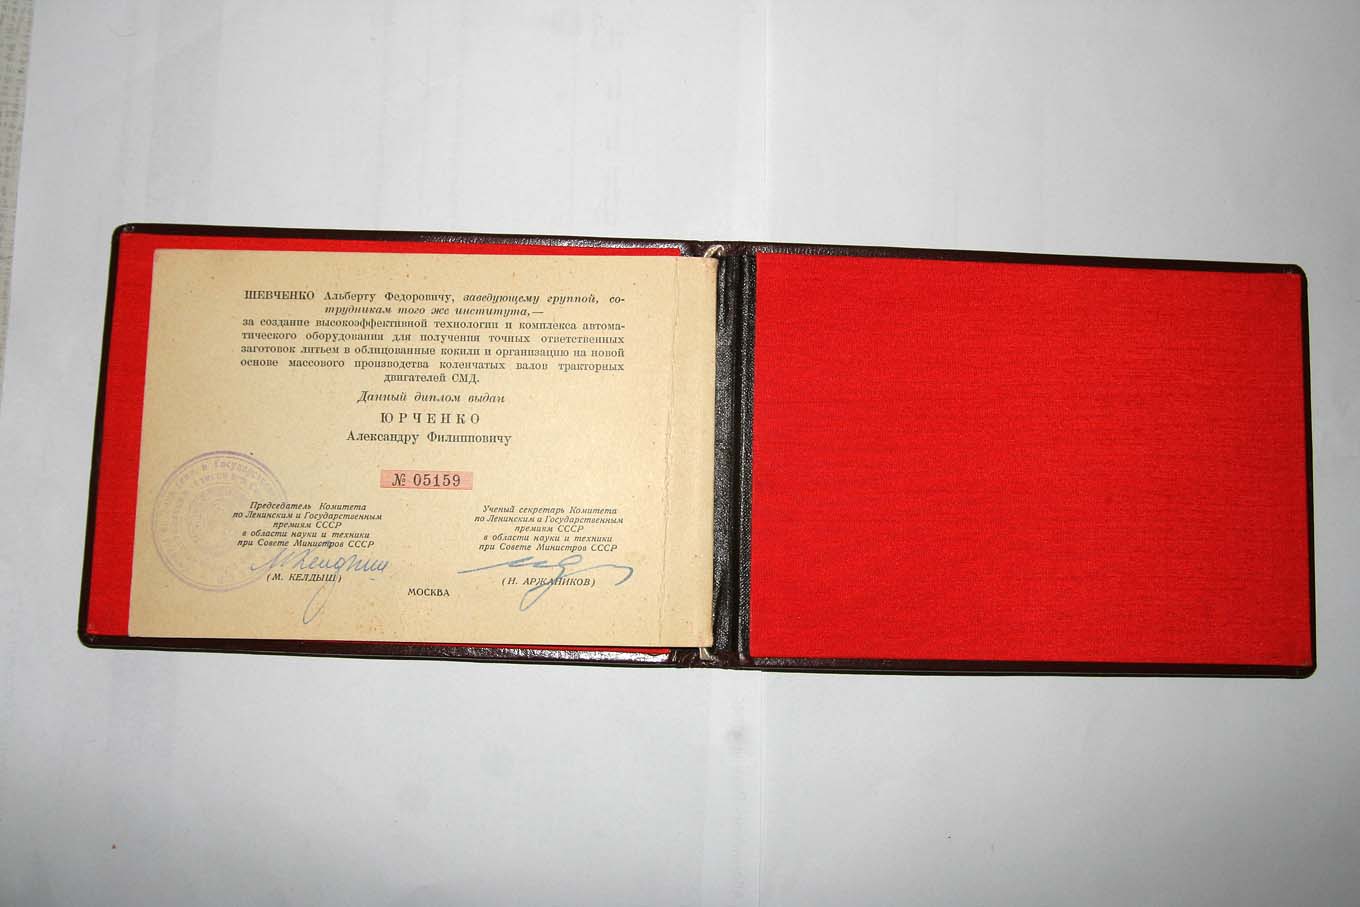 ШЕВЧЕНКО Альберту Федоровичу, заведующему группой, со-
трудникам того же института, —
за создание высокоэффективной технологии и комплекса автома-
тического оборудования для получения точных ответственных
заготовок литьем в облицованные кокили и организацию на новой
основе массового производства коленчатых валов тракторных
двигателей СМД.
Данный диплом выдан
ЮРЧЕНКО
Александру Филипповичу
№ 05159
Председатель Комитета
по Ленинским и Государственным
премиям СССР
в области науки и техники
при Совете Министров СССР
(М. КЕЛДЫШ)
Ученый секретарь Комитета
по Ленинским и Государственным
премиям СССР
в области науки и техники
при Совете Министров СССР
(Н. АРЖАНИКОВ)
МОСКВА